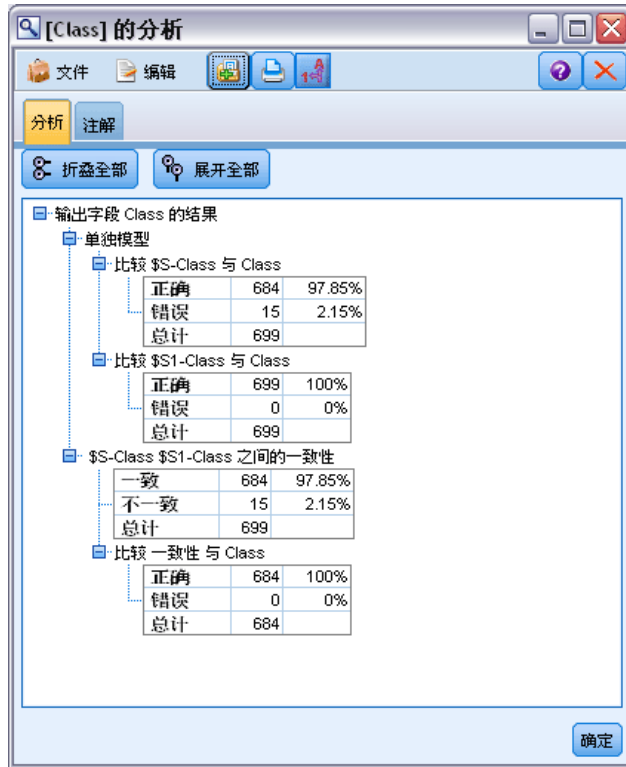 [Class] 的分析
文件 编辑
分析 注解
折叠全部 展开全部
输出字段 Class 的结果
单独模型
比较 $S-Class 与 Class
正确 684 97.85%
错误 15 2.15%
总计 699
比较 $S1-Class 与 Class
正确 699 100%
错误 0 0%
总计 699
$S-Class $S1-Class 之间的一致性
一致 684 97.85%
不一致 15 2.15%
总计 699
比较 一致性 与 Class
正确 684 100%
错误 0 0%
总计 684
确定